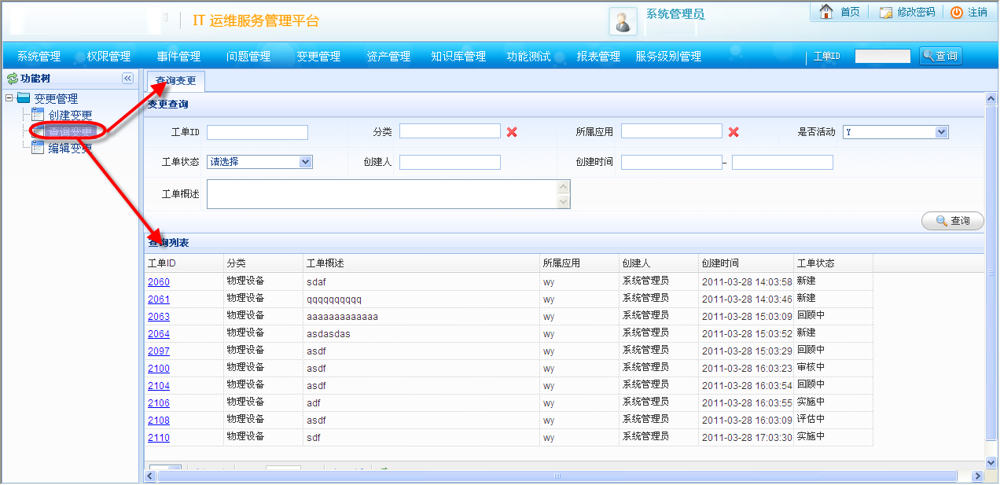 IT 运维服务管理平台 系统管理员 首页 修改密码 注销
系统管理 权限管理 事件管理 问题管理 变更管理 资产管理 知识库管理 功能测试 报表管理 服务级别管理 工单ID 查询
功能树
变更管理
创建变更
查询变更
编辑变更
查询变更
变更查询
工单ID 分类 所属应用 是否活动 Y
工单状态 请选择 创建人 创建时间 –
工单概述
查询
查询列表
工单ID 分类 工单概述 所属应用 创建人 创建时间 工单状态
2060 物理设备 sdaf wy 系统管理员 2011-03-28 14:03:58 新建
2061 物理设备 qqqqqqqqqq wy 系统管理员 2011-03-28 14:03:46 新建
2063 物理设备 aaaaaaaaaaaaa wy 系统管理员 2011-03-28 15:03:09 回顾中
2064 物理设备 asdasdas wy 系统管理员 2011-03-28 15:03:52 新建
2097 物理设备 asdf wy 系统管理员 2011-03-28 15:03:29 回顾中
2100 物理设备 asdf wy 系统管理员 2011-03-28 16:03:23 审核中
2104 物理设备 asdf wy 系统管理员 2011-03-28 16:03:54 回顾中
2106 物理设备 adf wy 系统管理员 2011-03-28 16:03:55 实施中
2108 物理设备 asdf wy 系统管理员 2011-03-28 16:03:09 评估中
2110 物理设备 sdf wy 系统管理员 2011-03-28 17:03:30 实施中